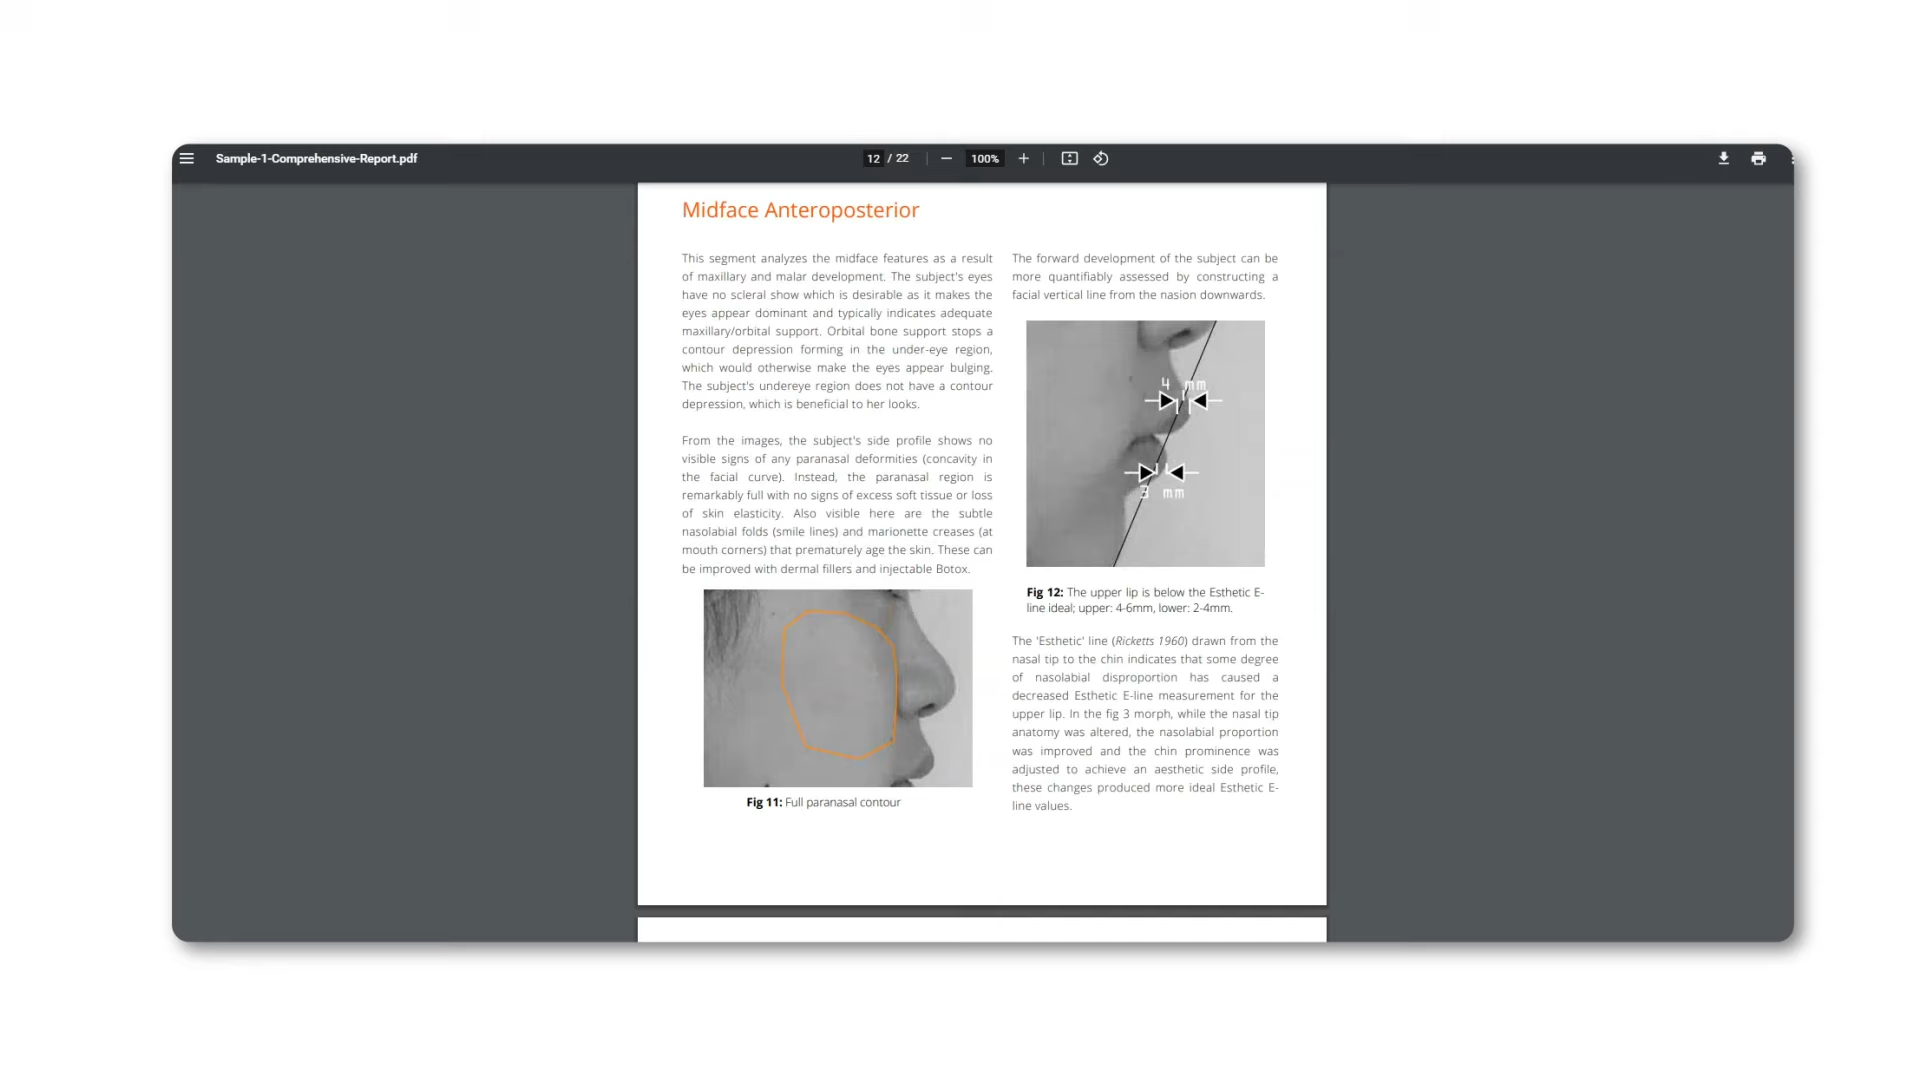 Sample-1-Comprehensive-Report.pdf
12 / 22
100%
Midface Anteroposterior
This segment analyzes the midface features as a result
of maxillary and malar development. The subject's eyes
have no scleral show which is desirable as it makes the
eyes appear dominant and typically indicates adequate
maxillary/orbital support. Orbital bone support stops a
contour depression forming in the under-eye region,
which would otherwise make the eyes appear bulging.
The subject's undereye region does not have a contour
depression, which is beneficial to her looks.
From the images, the subject's side profile shows no
visible signs of any paranasal deformities (concavity in
the facial curve). Instead, the paranasal region is
remarkably full with no signs of excess soft tissue or loss
of skin elasticity. Also visible here are the subtle
nasolabial folds (smile lines) and marionette creases (at
mouth corners) that prematurely age the skin. These can
be improved with dermal fillers and injectable Botox.
Fig 11: Full paranasal contour
The forward development of the subject can be
more quantifiably assessed by constructing a
facial vertical line from the nasion downwards.
4 mm
3 mm
Fig 12: The upper lip is below the Esthetic E-
line ideal; upper: 4-6mm, lower: 2-4mm.
The 'Esthetic' line (Ricketts 1960) drawn from the
nasal tip to the chin indicates that some degree
of nasolabial disproportion has caused a
decreased Esthetic E-line measurement for the
upper lip. In the fig 3 morph, while the nasal tip
anatomy was altered, the nasolabial proportion
was improved and the chin prominence was
adjusted to achieve an aesthetic side profile,
these changes produced more ideal Esthetic E-
line values.